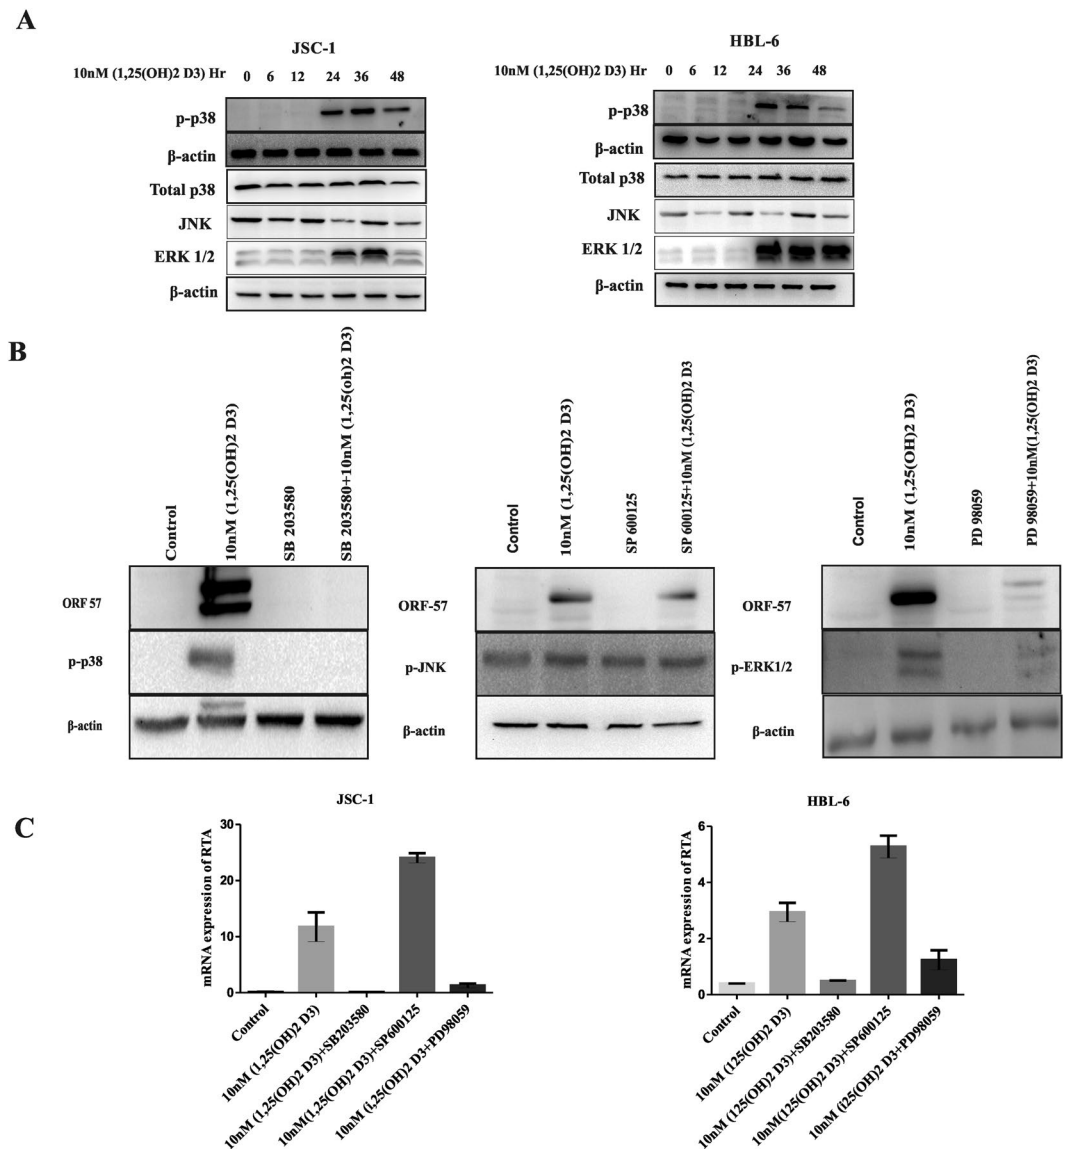 A
JSC-1
10nM (1,25(OH)2 D3) Hr 0 6 12 24 36 48
p-p38
β-actin
Total p38
JNK
ERK 1/2
β-actin
HBL-6
10nM (1,25(OH)2 D3) Hr 0 6 12 24 36 48
p-p38
β-actin
Total p38
JNK
ERK 1/2
β-actin
B
Control
10nM (1,25(OH)2 D3)
SB 203580
SB 203580+10nM (1,25(oh)2 D3)
ORF 57
p-p38
β-actin
Control
10nM (1,25(OH)2 D3)
SP 600125
SP 600125+10nM (1,25(OH)2 D3
ORF-57
p-JNK
β-actin
Control
10nM (1,25(OH)2 D3)
PD 98059
PD 98059+10nM(1,25(OH)2 D3)
ORF-57
p-ERK1/2
β-actin
C
JSC-1
mRNA expression of RTA
30
20
10
0
Control
10nM (1,25(OH)2 D3)
10nM (1,25(OH)2 D3)+SB203580
10nM(1,25(OH)2 D3)+SP600125
10nM (i,25(OH)2 D3+PD98059
HBL-6
mRNA expression of RTA
6
4
2
0
Control
10nM (125(OH)2 D3)
10nM (125(OH)2 D3)+SB203580
10nM(125(OH)2 D3)+SP600125
10nM (i25(OH)2 D3+PD98059